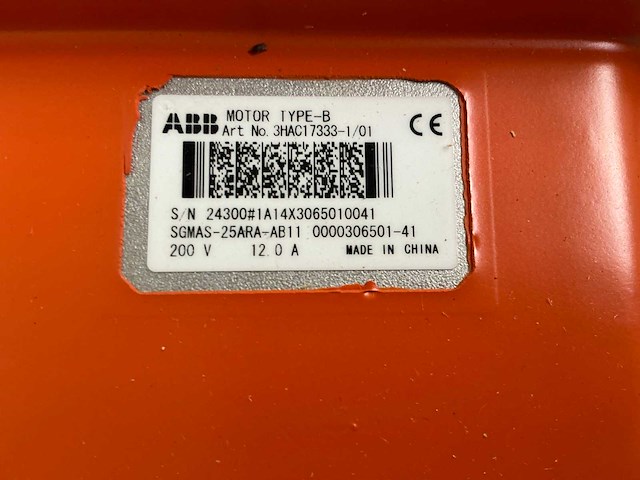 ABB MOTOR TYPE-B
Art No. 3HAC17333-1/01
CE
S/N 24300#1A14X3065010041
SGMAS-25ARA-AB11 0000306501-41
200 V 12.0 A MADE IN CHINA